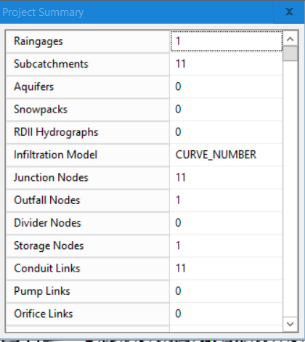 Project Summary x
Raingages 1
Subcatchments 11
Aquifers 0
Snowpacks 0
RDII Hydrographs 0
Infiltration Model CURVE_NUMBER
Junction Nodes 11
Outfall Nodes 1
Divider Nodes 0
Storage Nodes 1
Conduit Links 11
Pump Links 0
Orifice Links 0